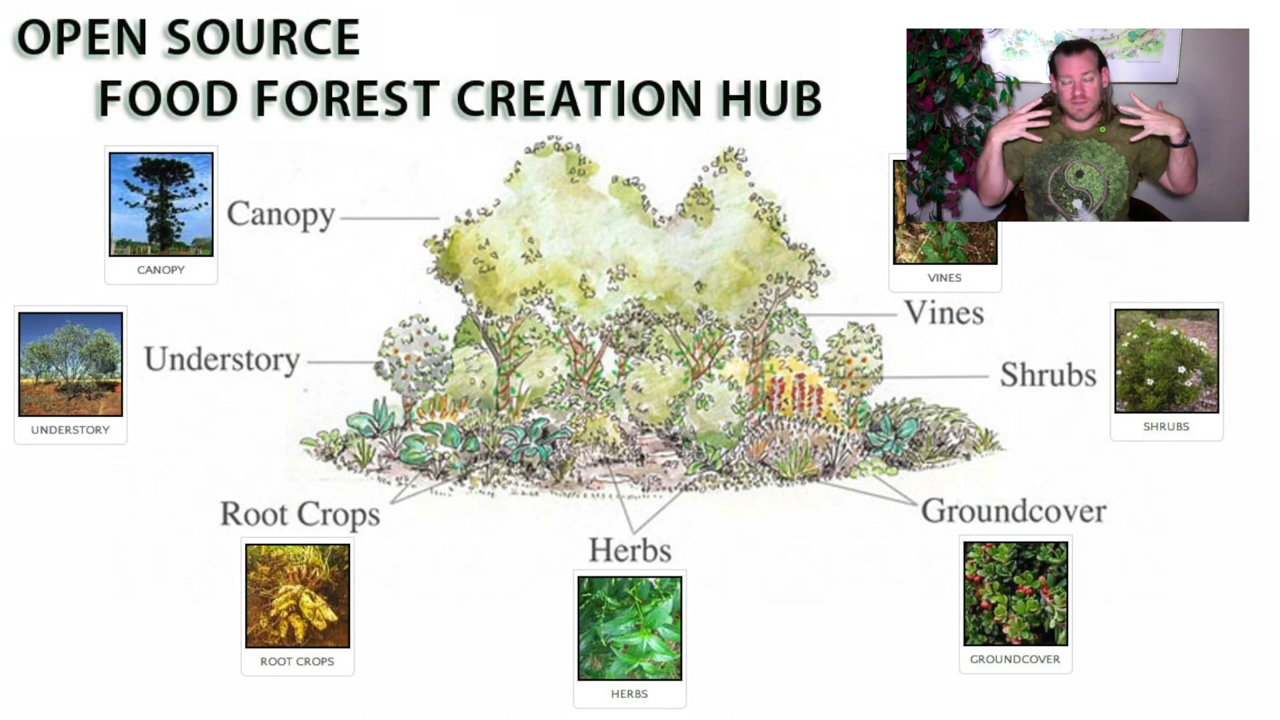 OPEN SOURCE
FOOD FOREST CREATION HUB
CANOPY
Canopy
VINES
Vines
UNDERSTORY
Understory
Shrubs
SHRUBS
Root Crops
ROOT CROPS
Herbs
HERBS
Groundcover
GROUNDCOVER